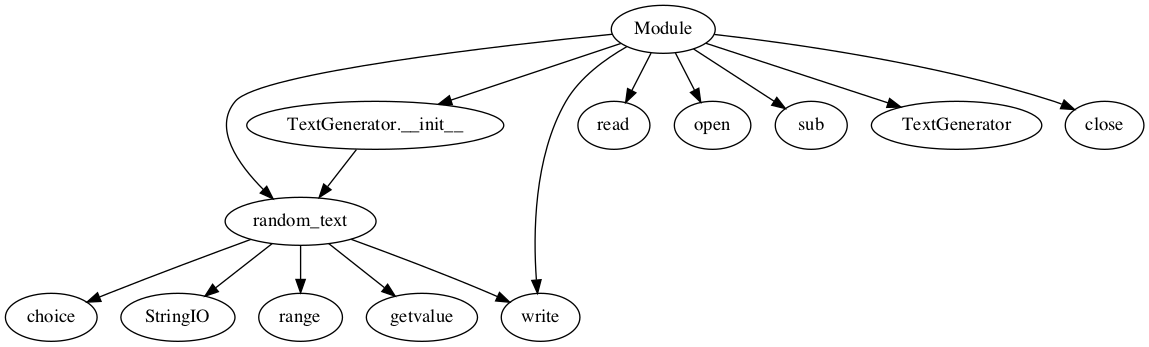 Module
TextGenerator.__init__
read
open
sub
TextGenerator
close
random_text
choice
StringIO
range
getvalue
write